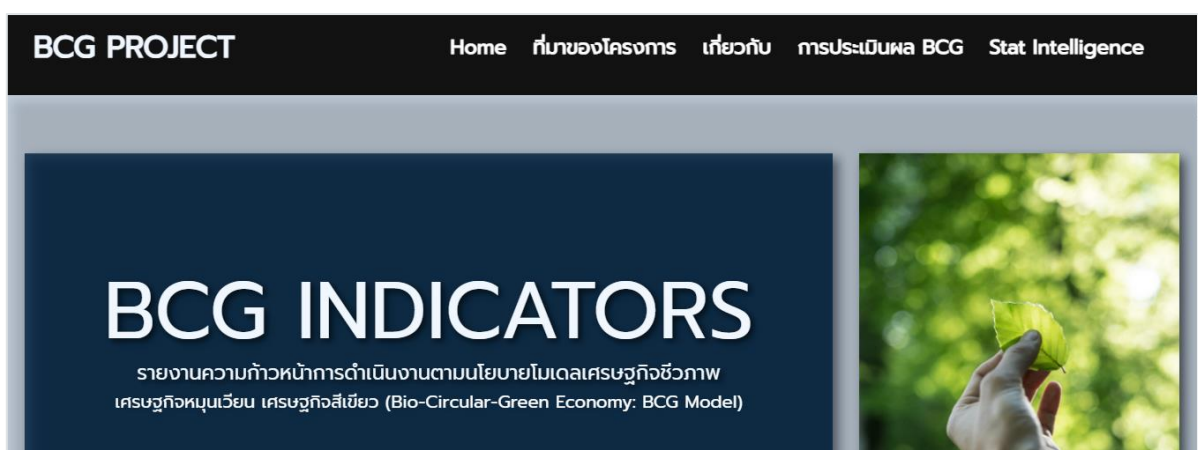 BCG PROJECT
Home ที่มาของโครงการ เกี่ยวกับ การประเมินผล BCG Stat Intelligence
BCG INDICATORS
รายงานความก้าวหน้าการดำเนินงานตามนโยบายโมเดลเศรษฐกิจชีวภาพ
เศรษฐกิจหมุนเวียน เศรษฐกิจสีเขียว (Bio-Circular-Green Economy: BCG Model)